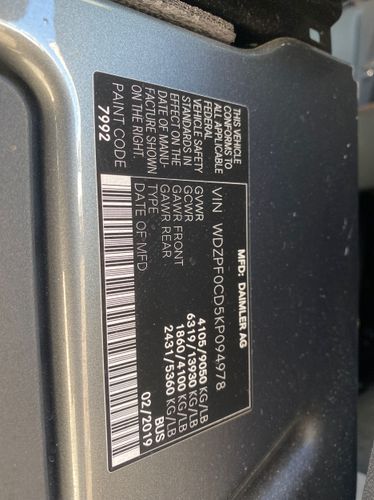 MFD. DAIMLER AG
VIN WDZPF0CD5KP094978
GVWR 4105/9050 KG/LB
GCWR 6319/13930 KG/LB
GAWR FRONT 1860/4100 KG/LB
GAWR REAR 2431/5360 KG/LB
TYPE BUS
DATE OF MFD 02/2019
THIS VEHICLE
CONFORMS TO
ALL APPLICABLE
FEDERAL
VEHICLE SAFETY
STANDARDS IN
EFFECT ON THE
DATE OF MANU-
FACTURE SHOWN
ON THE RIGHT.
PAINT CODE
7992